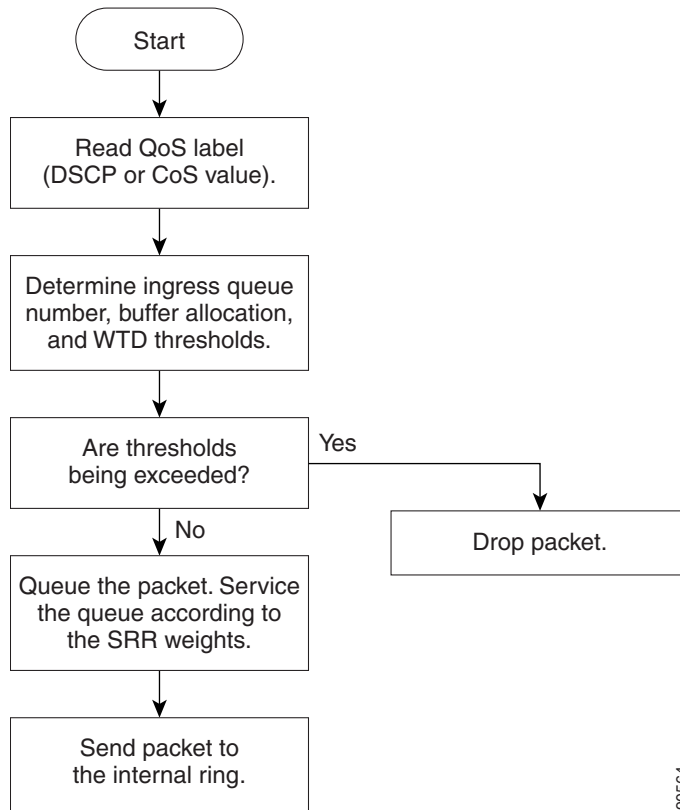 Start
Read QoS label
(DSCP or CoS value).
Determine ingress queue
number, buffer allocation,
and WTD thresholds.
Are thresholds
being exceeded?
Yes
Drop packet.
No
Queue the packet. Service
the queue according to
the SRR weights.
Send packet to
the internal ring.